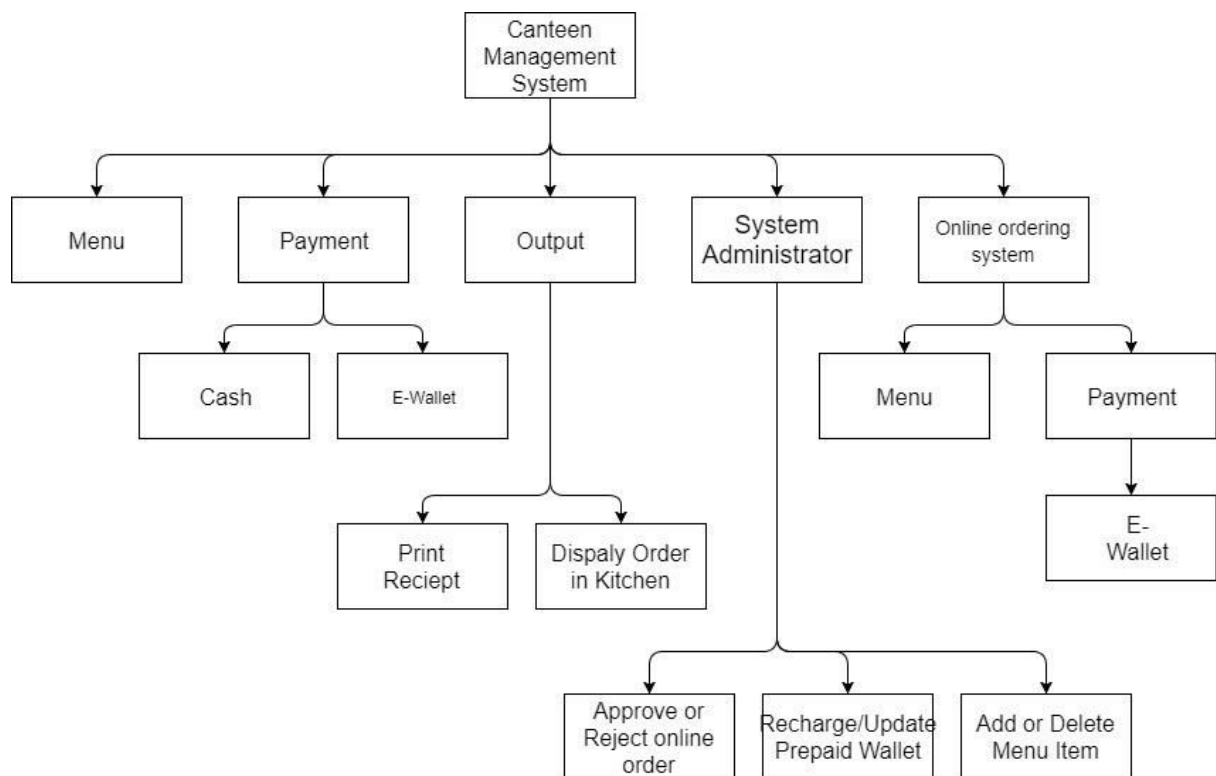 Canteen
Management
System
Menu
Payment
Output
System
Administrator
Online ordering
system
Cash
E-Wallet
Menu
Payment
Print
Reciept
Dispaly Order
in Kitchen
E-
Wallet
Approve or
Reject online
order
Recharge/Update
Prepaid Wallet
Add or Delete
Menu Item